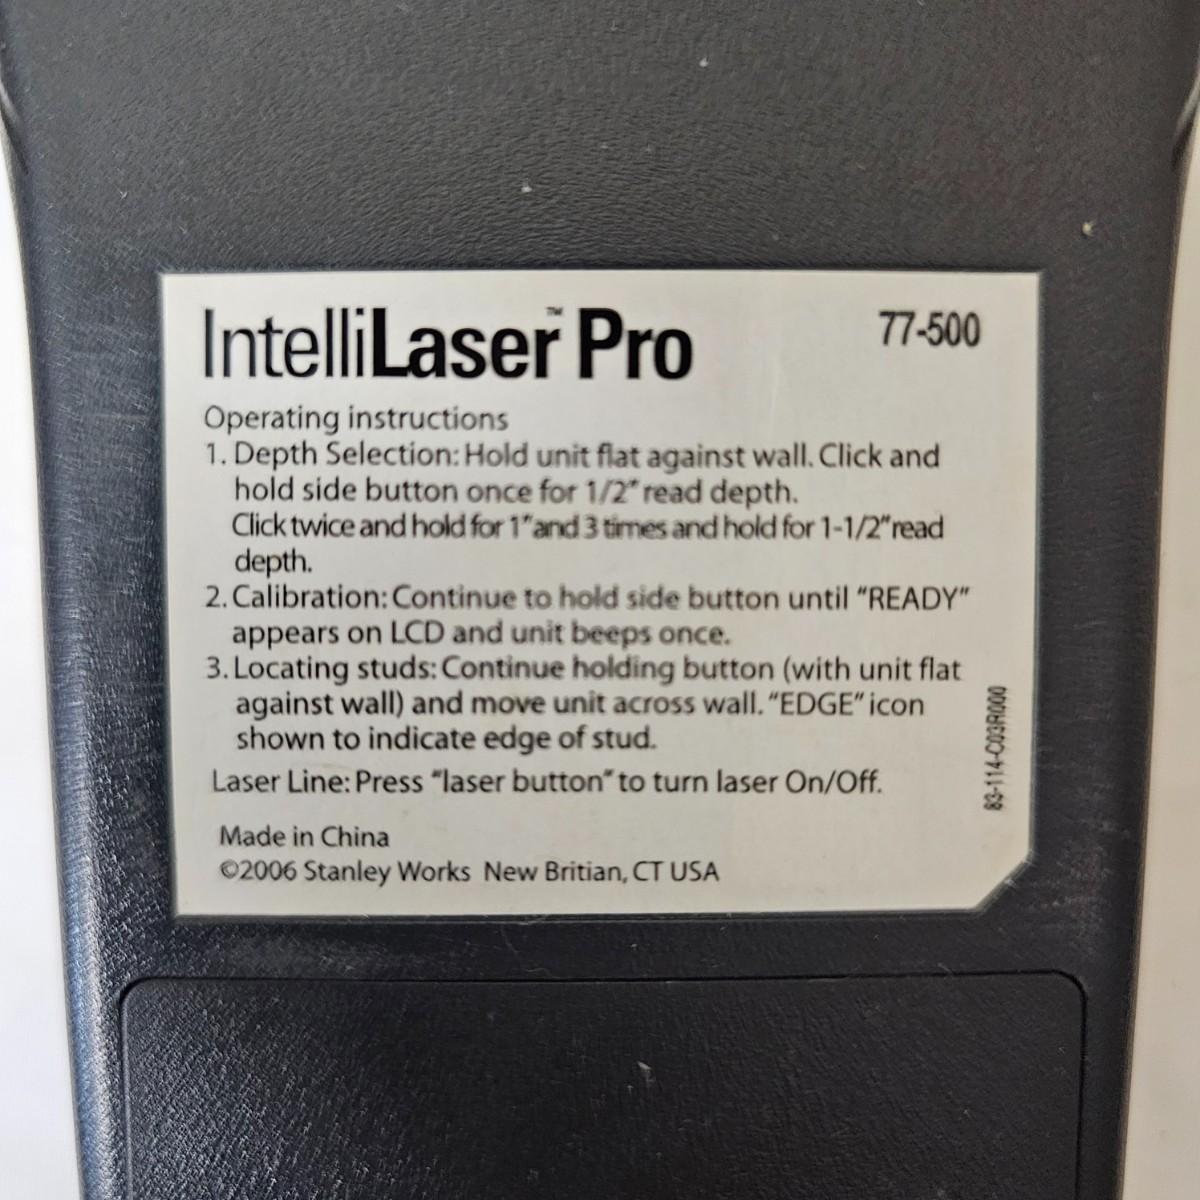 IntelliLaser™ Pro
77-500
Operating instructions
1. Depth Selection: Hold unit flat against wall. Click and
hold side button once for 1/2" read depth.
Click twice and hold for 1" and 3 times and hold for 1-1/2" read
depth.
2. Calibration: Continue to hold side button until "READY"
appears on LCD and unit beeps once.
3. Locating studs: Continue holding button (with unit flat
against wall) and move unit across wall. "EDGE" icon
shown to indicate edge of stud.
Laser Line: Press "laser button" to turn laser On/Off.
Made in China
©2006 Stanley Works New Britian, CT USA
83-114-C03R000